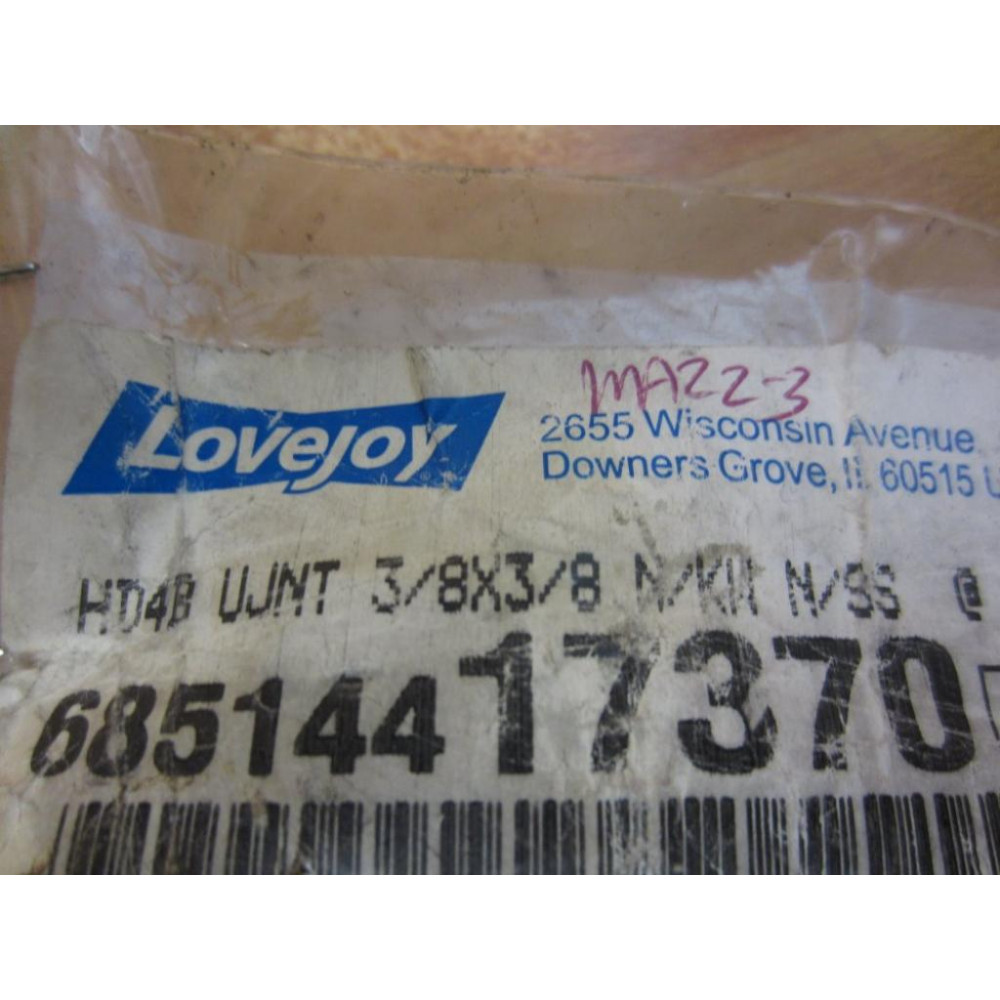 MA22-3
Lovejoy
2655 Wisconsin Avenue
Downers Grove, Il. 60515 U
HD4B UJNT 3/8X3/8 N/KW N/SS @
68514417370